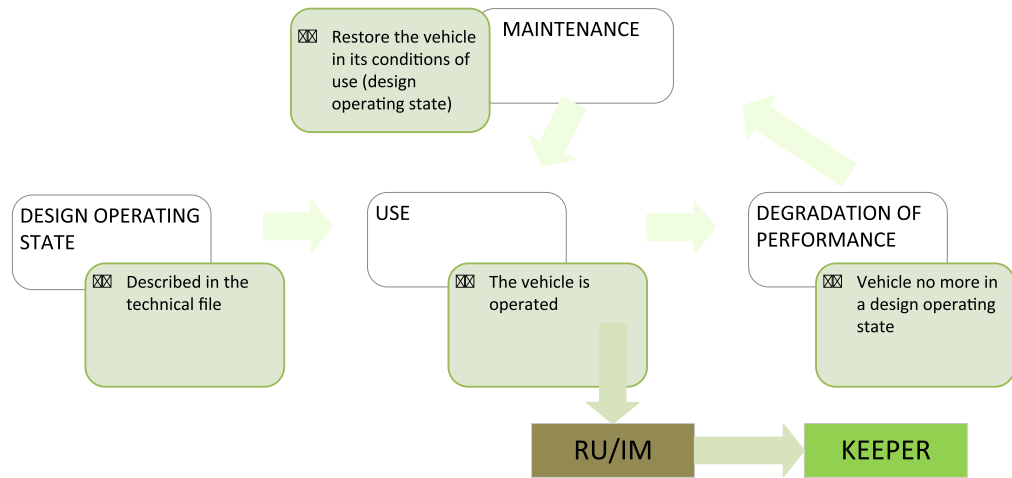 MAINTENANCE
Restore the vehicle
in its conditions of
use (design
operating state)
DESIGN OPERATING
STATE
Described in the
technical file
USE
The vehicle is
operated
DEGRADATION OF
PERFORMANCE
Vehicle no more in
a design operating
state
RU/IM
KEEPER